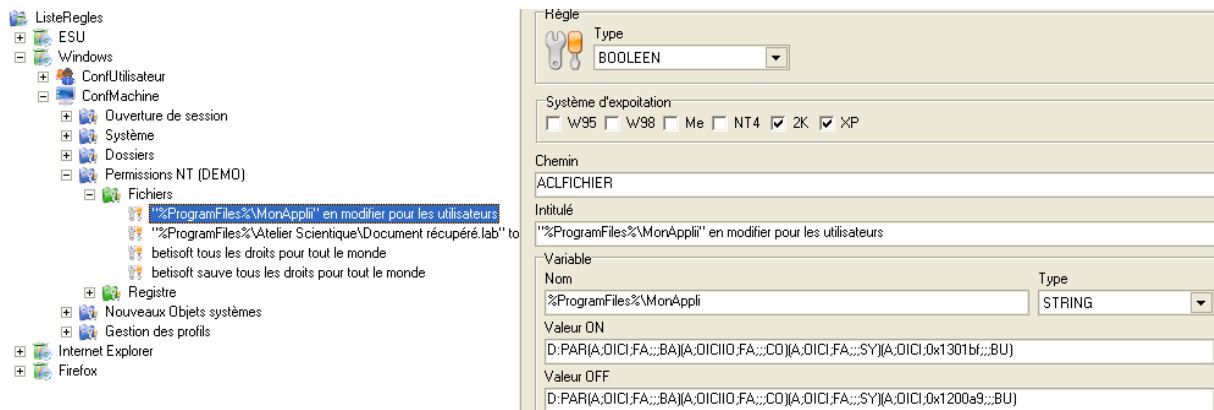 ListeRegles
ESU
Windows
ConfUtilisateur
ConfMachine
Ouverture de session
Système
Dossiers
Permissions NT (DEMO)
Fichiers
"%ProgramFiles%\MonAppli" en modifier pour les utilisateurs
"%ProgramFiles%\Atelier Scientique\Document récupéré.lab" to
betisoft tous les droits pour tout le monde
betisoft sauve tous les droits pour tout le monde
Registre
Nouveaux Objets systèmes
Gestion des profils
Internet Explorer
Firefox
Règle
Type
BOOLEEN
Système d'expoitation
W95 W98 Me NT4 2K XP
Chemin
ACLFICHIER
Intitulé
"%ProgramFiles%\MonAppli" en modifier pour les utilisateurs
Variable
Nom Type
%ProgramFiles%\MonAppli STRING
Valeur ON
D:PAR(A;OICI;FA;;;BA)(A;OICIIO;FA;;;CO)(A;OICI;FA;;;SY)(A;OICI;0x1301bf;;;BU)
Valeur OFF
D:PAR(A;OICI;FA;;;BA)(A;OICIIO;FA;;;CO)(A;OICI;FA;;;SY)(A;OICI;0x1200a9;;;BU)